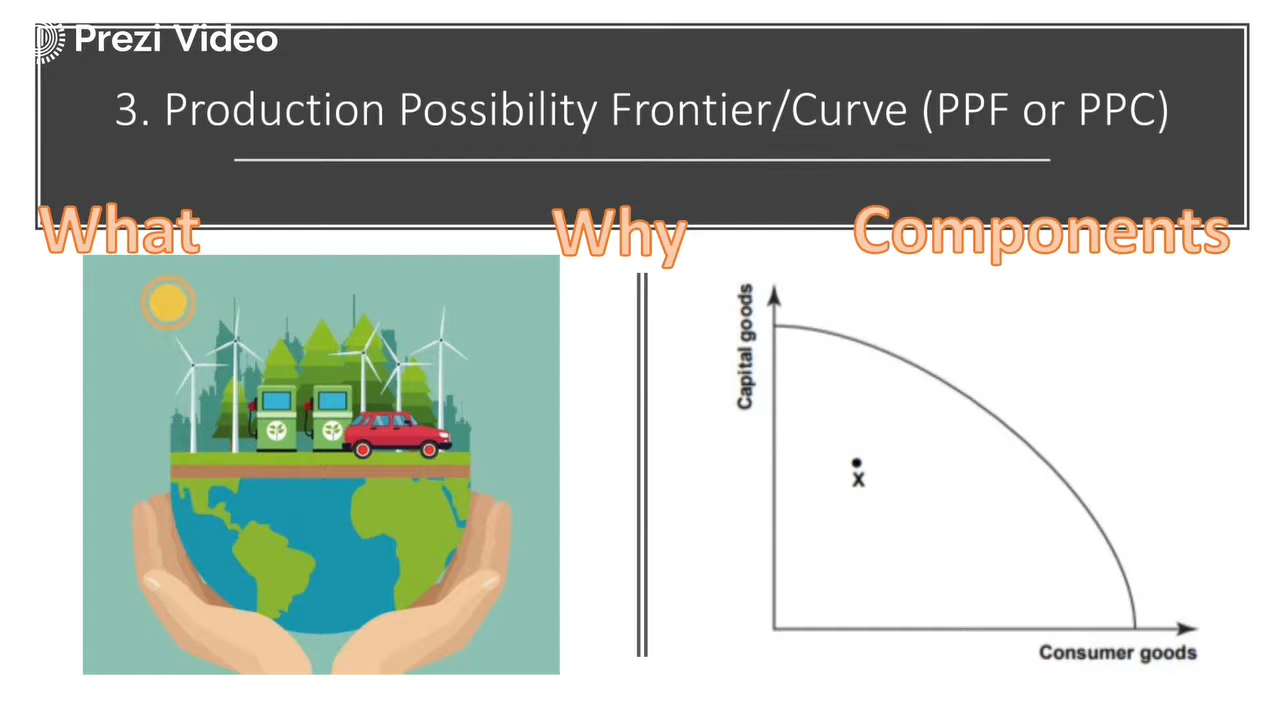 Prezi Video
3. Production Possibility Frontier/Curve (PPF or PPC)
What
Why
Components
Capital goods
x
Consumer goods